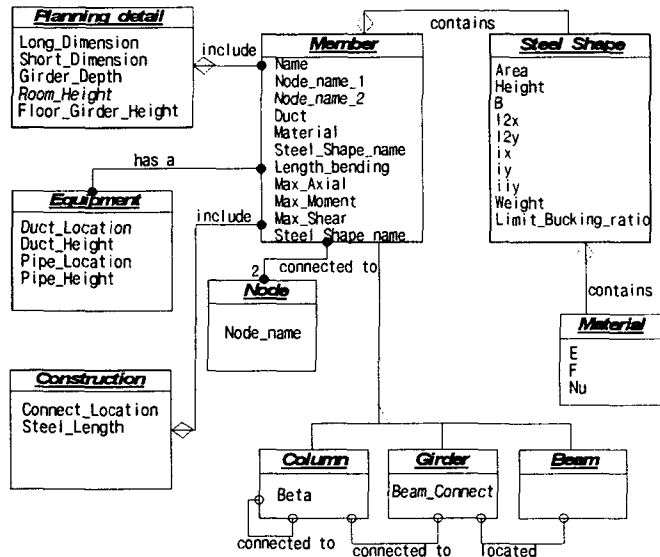 Planning detail
Long_Dimension
Short_Dimension
Girder_Depth
Room_Height
Floor_Girder_Height
include
Member
Name
Node_name_1
Node_name_2
Duct
Material
Steel_Shape_name
Length_bending
Max_Axial
Max_Moment
Max_Shear
Steel_Shape_name
contains
Steel Shape
Area
Height
B
I2x
I2y
ix
iy
iiy
Weight
Limit_Bucking_ratio
has a
Equipment
Duct_Location
Duct_Height
Pipe_Location
Pipe_Height
include
2
connected to
Node
Node_name
contains
Material
E
F
Nu
Construction
Connect_Location
Steel_Length
Column
Beta
Girder
Beam_Connect
Beam
connected to
connected to
located